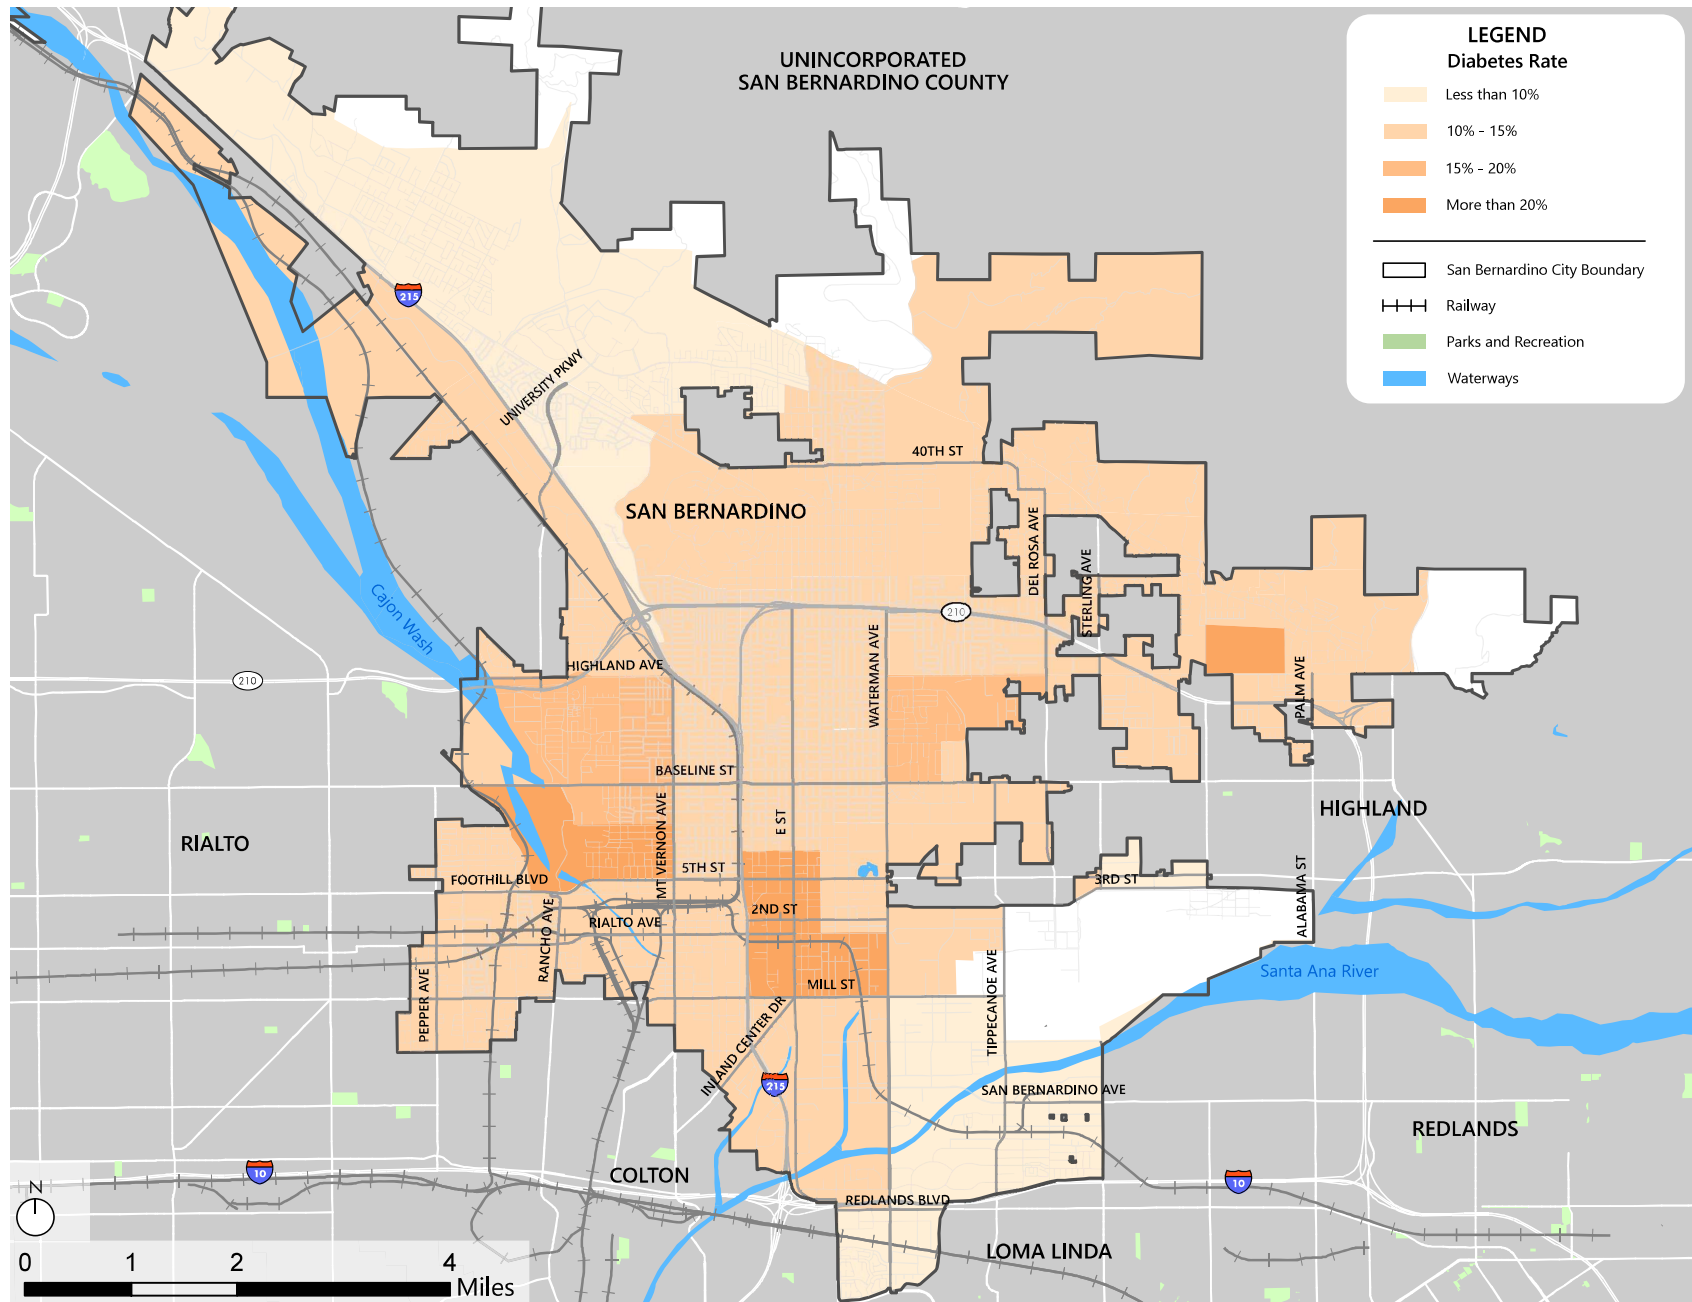 UNINCORPORATED
SAN BERNARDINO COUNTY
LEGEND
Diabetes Rate
Less than 10%
10% - 15%
15% - 20%
More than 20%
San Bernardino City Boundary
Railway
Parks and Recreation
Waterways
215
UNIVERSITY PKWY
40TH ST
SAN BERNARDINO
DEL ROSA AVE
STERLING AVE
Cajon Wash
210
WATERMAN AVE
HIGHLAND AVE
210
PALM AVE
BASELINE ST
MT VERNON AVE
E ST
HIGHLAND
RIALTO
5TH ST
FOOTHILL BLVD
3RD ST
ALABAMA ST
2ND ST
RIALTO AVE
RANCHO AVE
PEPPER AVE
MILL ST
TIPPECANOE AVE
Santa Ana River
INLAND CENTER DR
215
SAN BERNARDINO AVE
REDLANDS
COLTON
10
10
REDLANDS BLVD
LOMA LINDA
N
0 1 2 4
Miles